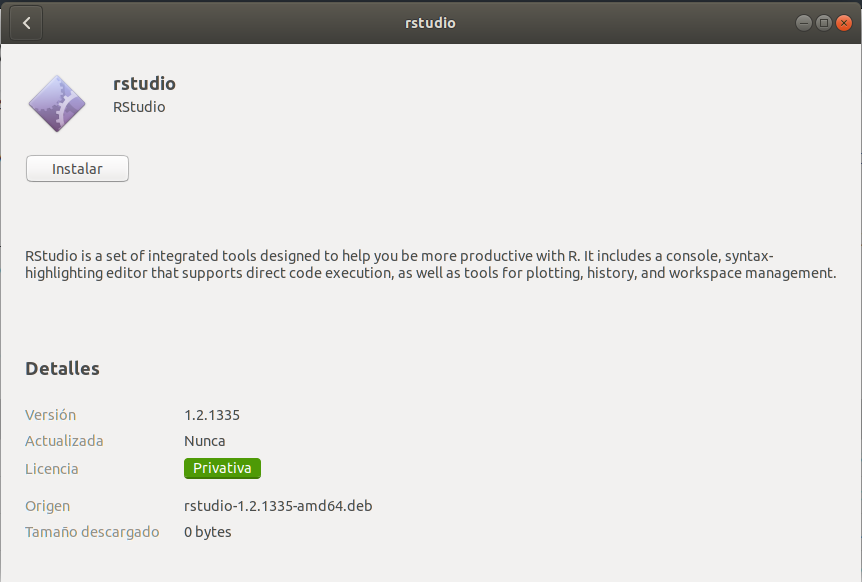 rstudio
rstudio
RStudio
Instalar
RStudio is a set of integrated tools designed to help you be more productive with R. It includes a console, syntax-
highlighting editor that supports direct code execution, as well as tools for plotting, history, and workspace management.
Detalles
Versión 1.2.1335
Actualizada Nunca
Licencia Privativa
Origen rstudio-1.2.1335-amd64.deb
Tamaño descargado 0 bytes